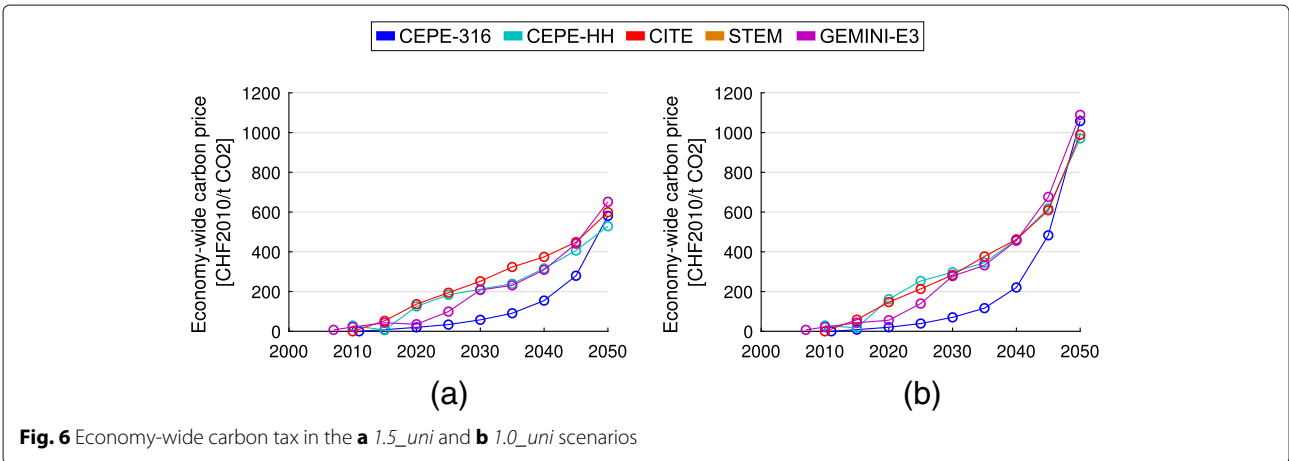 CEPE-316 CEPE-HH CITE STEM GEMINI-E3
Economy-wide carbon price
[CHF2010/t CO2]
1200
1000
800
600
400
200
0
2000 2010 2020 2030 2040 2050
(a)
Economy-wide carbon price
[CHF2010/t CO2]
1200
1000
800
600
400
200
0
2000 2010 2020 2030 2040 2050
(b)
Fig. 6 Economy-wide carbon tax in the a 1.5_uni and b 1.0_uni scenarios